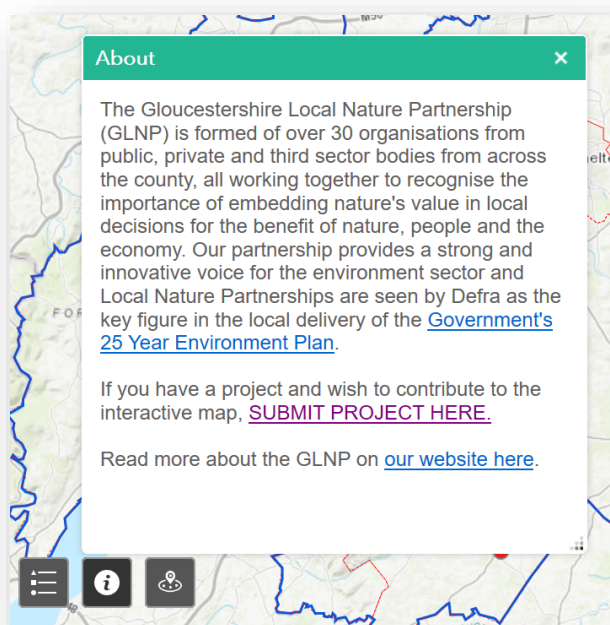 M50
About
The Gloucestershire Local Nature Partnership
(GLNP) is formed of over 30 organisations from
public, private and third sector bodies from across
the county, all working together to recognise the
importance of embedding nature's value in local
decisions for the benefit of nature, people and the
economy. Our partnership provides a strong and
innovative voice for the environment sector and
Local Nature Partnerships are seen by Defra as the
key figure in the local delivery of the Government's
25 Year Environment Plan.
If you have a project and wish to contribute to the
interactive map, SUBMIT PROJECT HERE.
Read more about the GLNP on our website here.